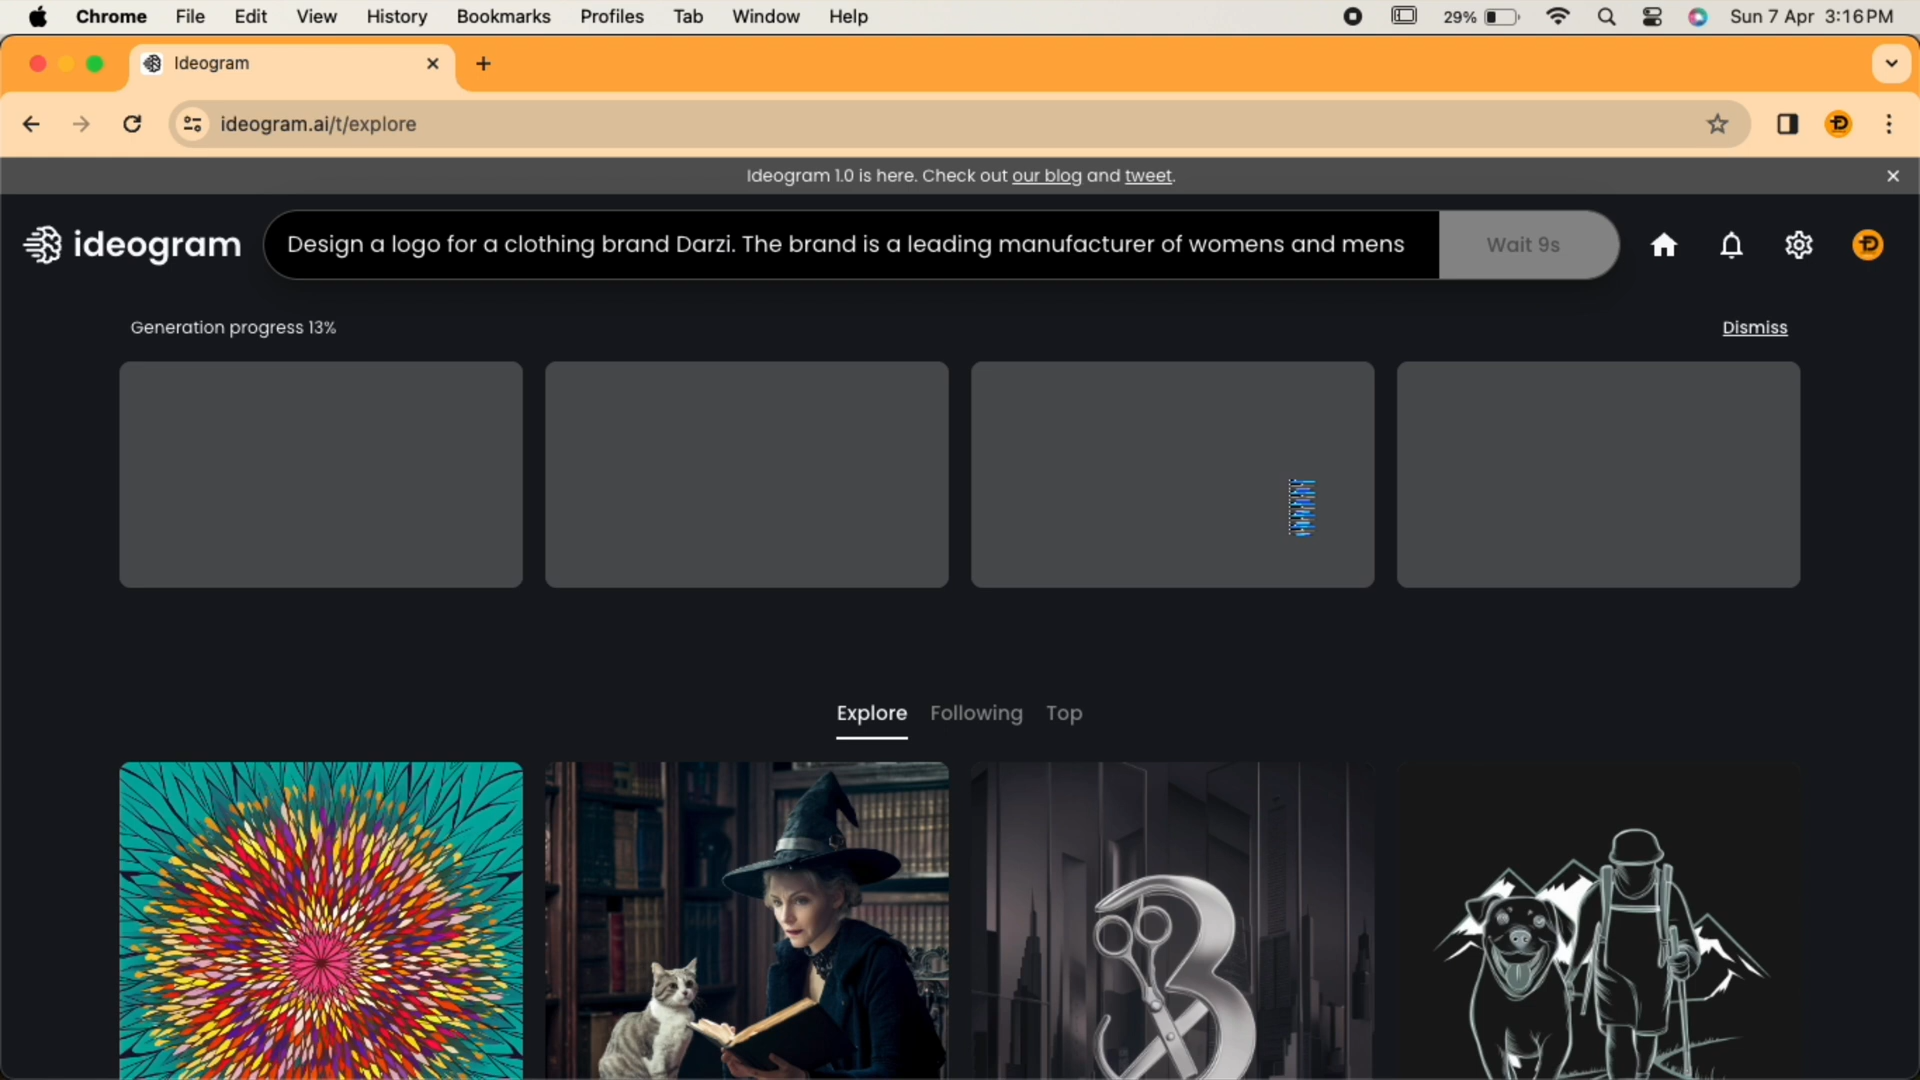 Chrome File Edit View History Bookmarks Profiles Tab Window Help 29% Sun 7 Apr 3:16PM
Ideogram
ideogram.ai/t/explore
Ideogram 1.0 is here. Check out our blog and tweet.
ideogram Design a logo for a clothing brand Darzi. The brand is a leading manufacturer of womens and mens Wait 9s
Generation progress 13% Dismiss
Explore Following Top